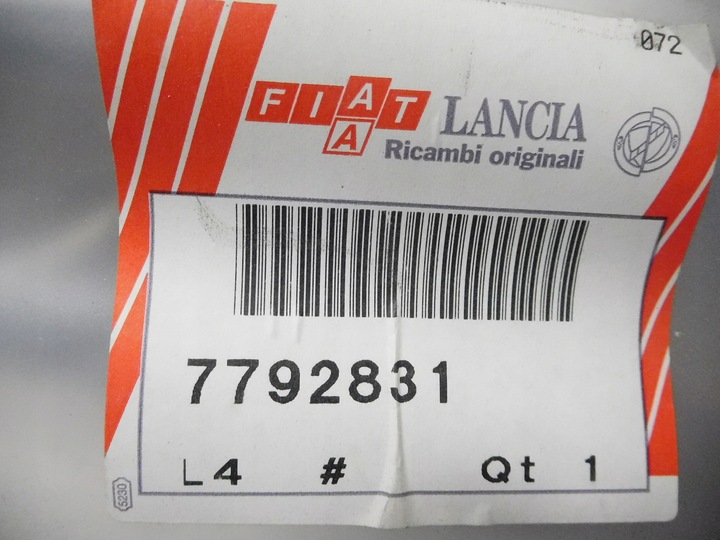 072
FIAT LANCIA
A
Ricambi originali
7792831
L4 # Qt 1
5230